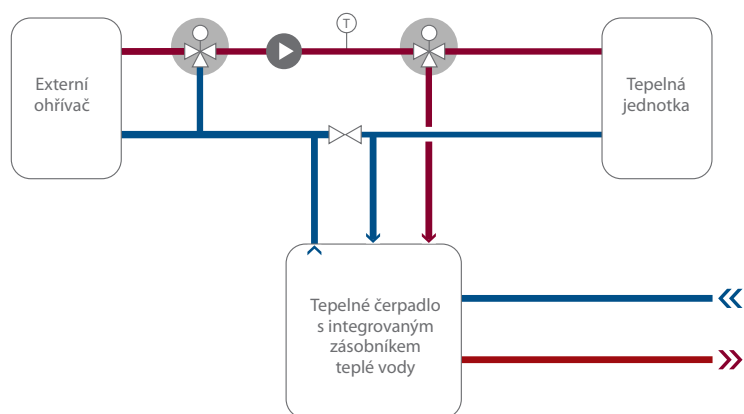 T
Externí
ohřívač
Tepelná
jednotka
Tepelné čerpadlo
s integrovaným
zásobníkem
teplé vody